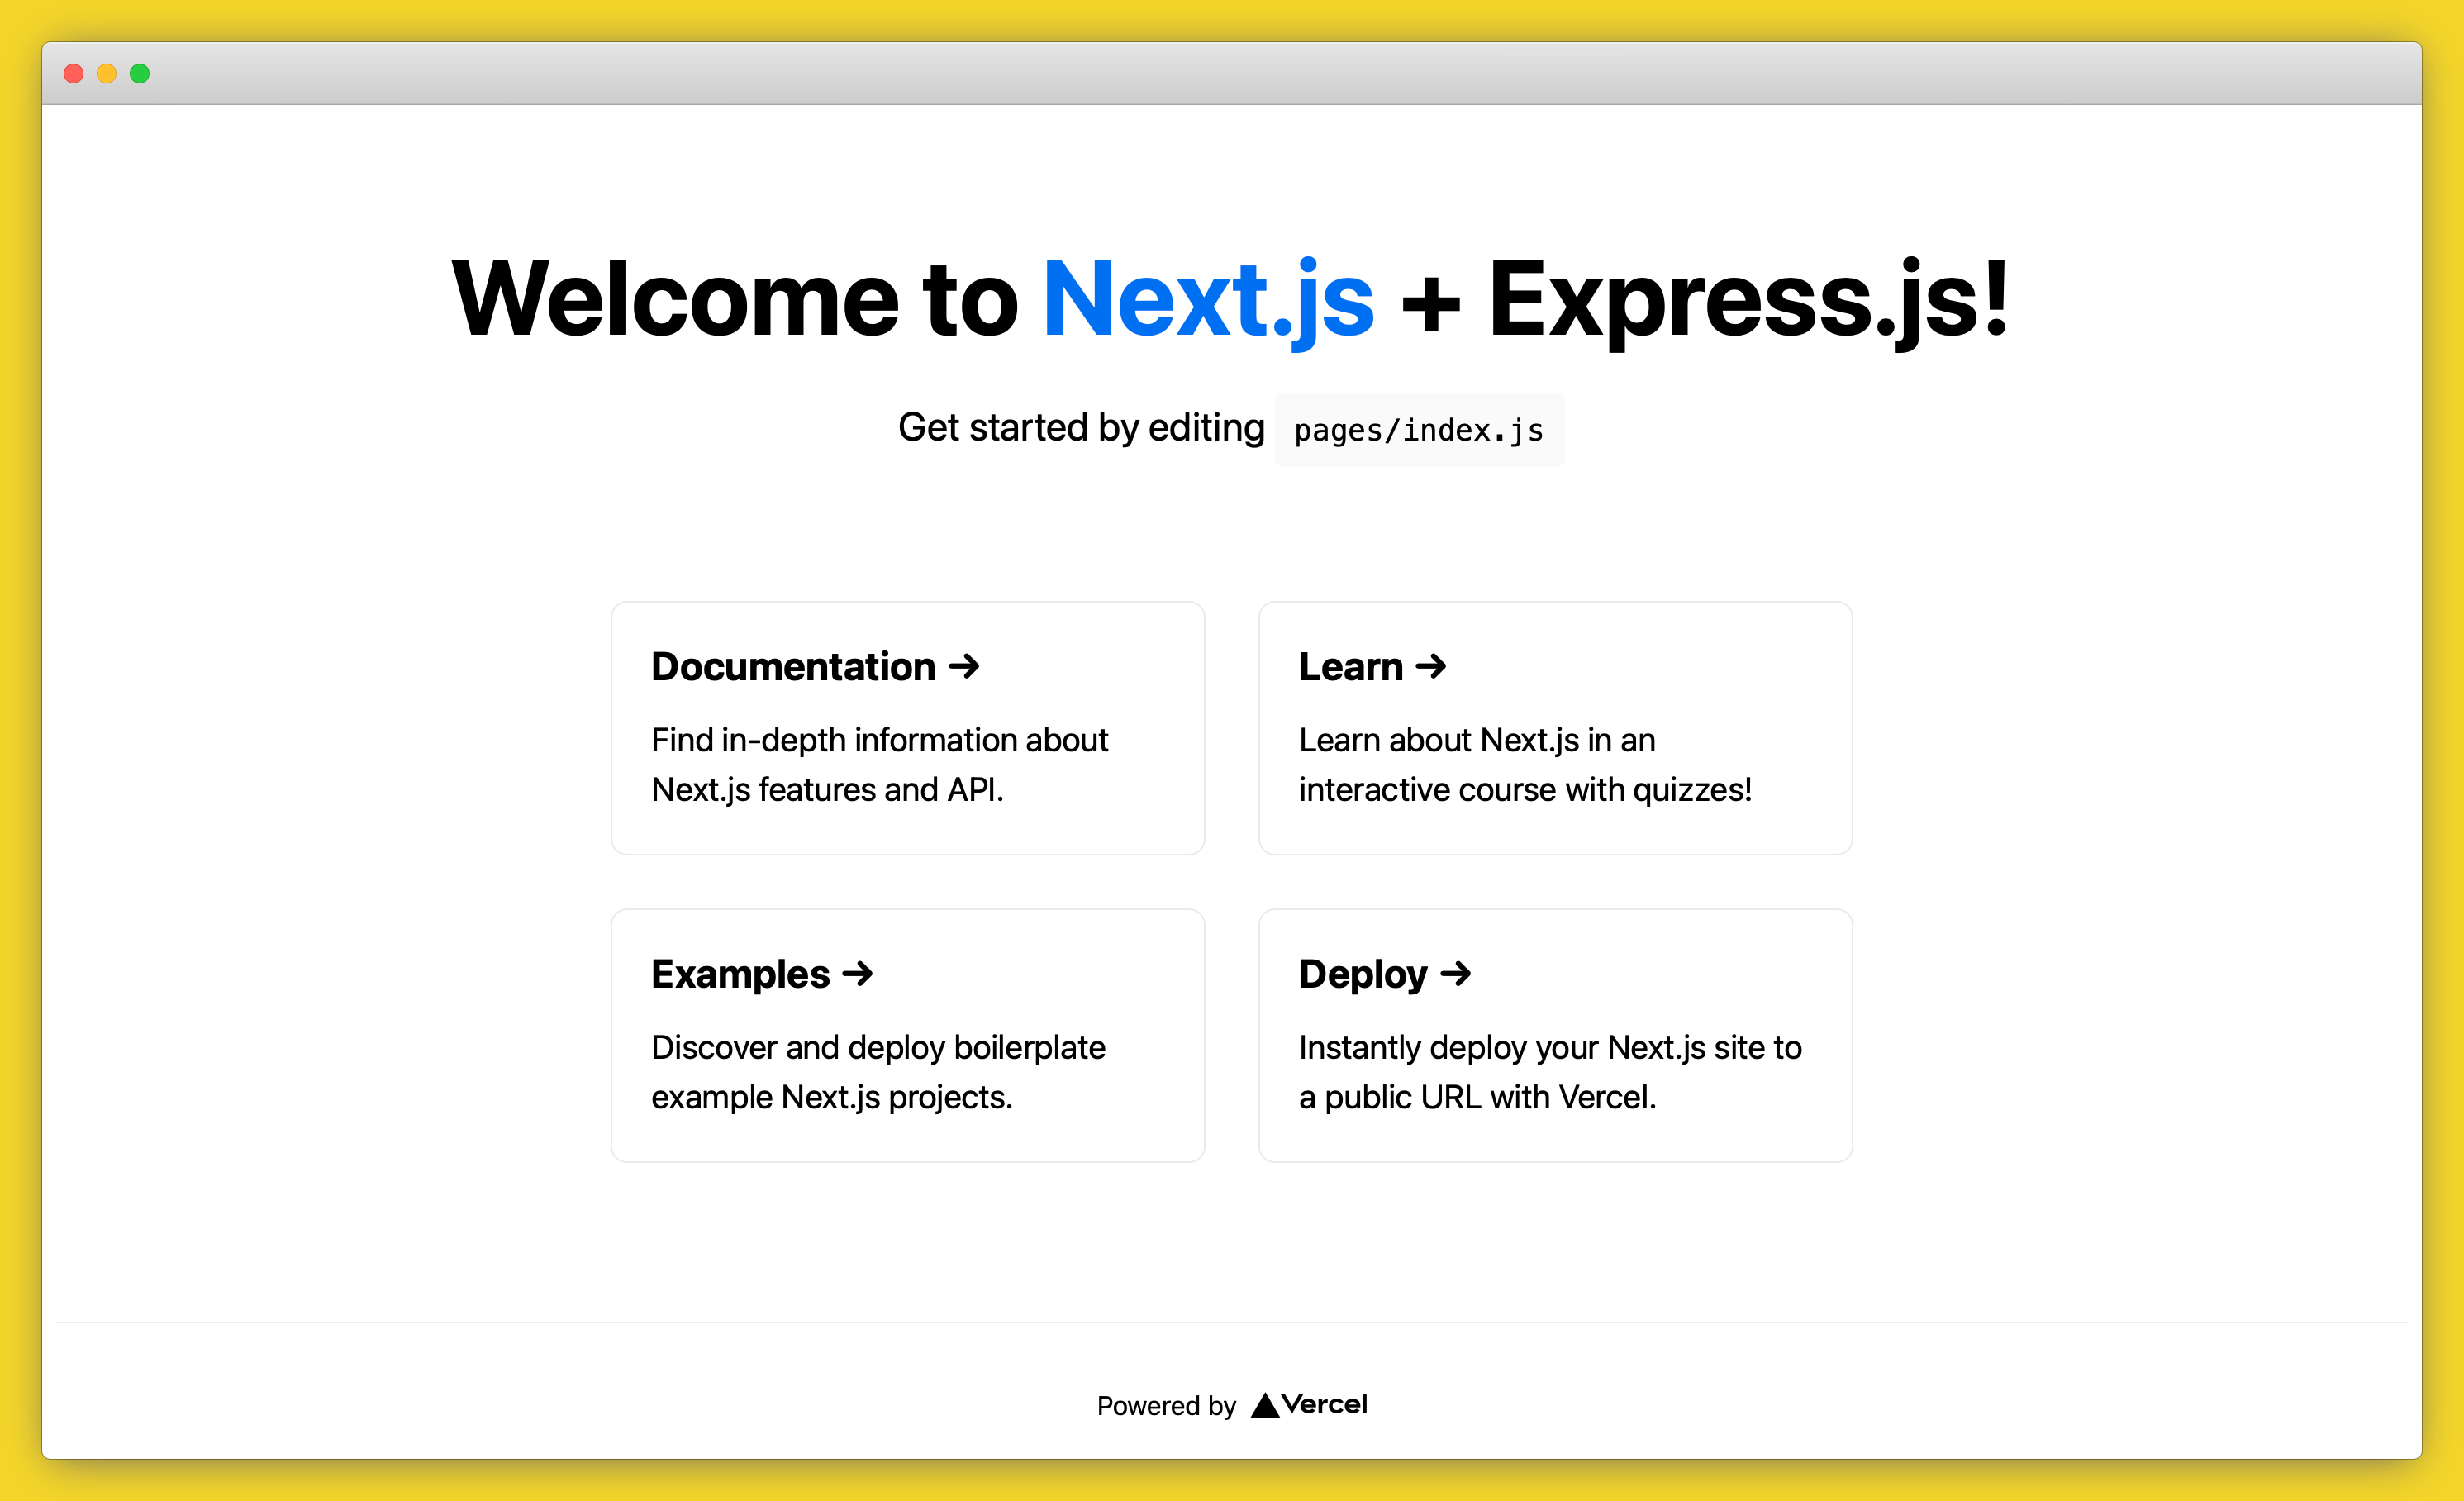 Welcome to Next.js + Express.js!
Get started by editing pages/index.js
Documentation →
Find in-depth information about
Next.js features and API.
Learn →
Learn about Next.js in an
interactive course with quizzes!
Examples →
Discover and deploy boilerplate
example Next.js projects.
Deploy →
Instantly deploy your Next.js site to
a public URL with Vercel.
Powered by Vercel